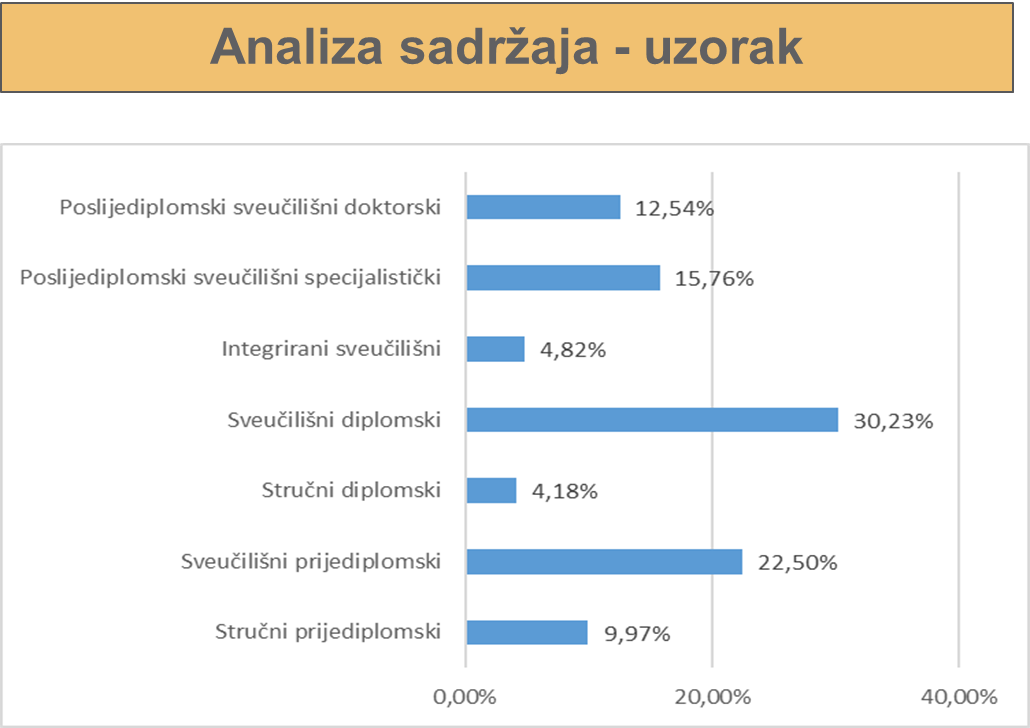 Analiza sadržaja - uzorak
Poslijediplomski sveučilišni doktorski
12,54%
Poslijediplomski sveučilišni specijalistički
15,76%
Integrirani sveučilišni
4,82%
Sveučilišni diplomski
30,23%
Stručni diplomski
4,18%
Sveučilišni prijediplomski
22,50%
Stručni prijediplomski
9,97%
0,00%
20,00%
40,00%